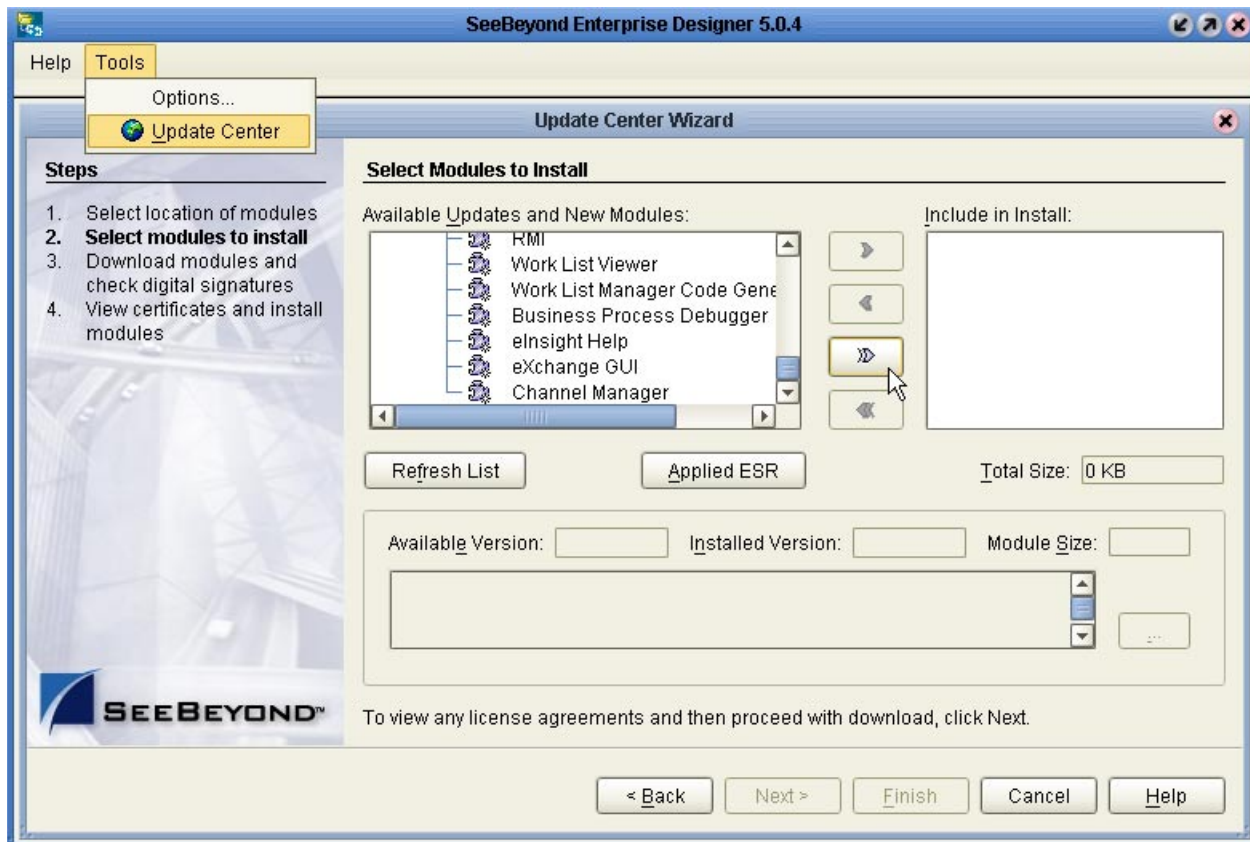 SeeBeyond Enterprise Designer 5.0.4
Help Tools
Options...
Update Center
Update Center Wizard
Steps
1. Select location of modules
2. Select modules to install
3. Download modules and
check digital signatures
4. View certificates and install
modules
SEEBEYOND™
Select Modules to Install
Available Updates and New Modules:
RMI
Work List Viewer
Work List Manager Code Gene
Business Process Debugger
eInsight Help
eXchange GUI
Channel Manager
Include in Install:
Refresh List
Applied ESR
Total Size: 0 KB
Available Version:
Installed Version:
Module Size:
...
To view any license agreements and then proceed with download, click Next.
< Back
Next >
Finish
Cancel
Help